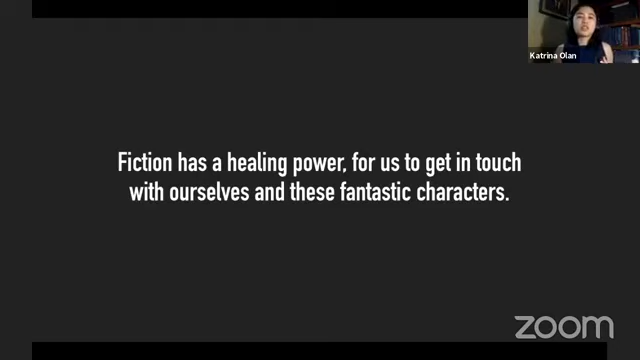 Katrina Olan
Fiction has a healing power, for us to get in touch
with ourselves and these fantastic characters.
zoom